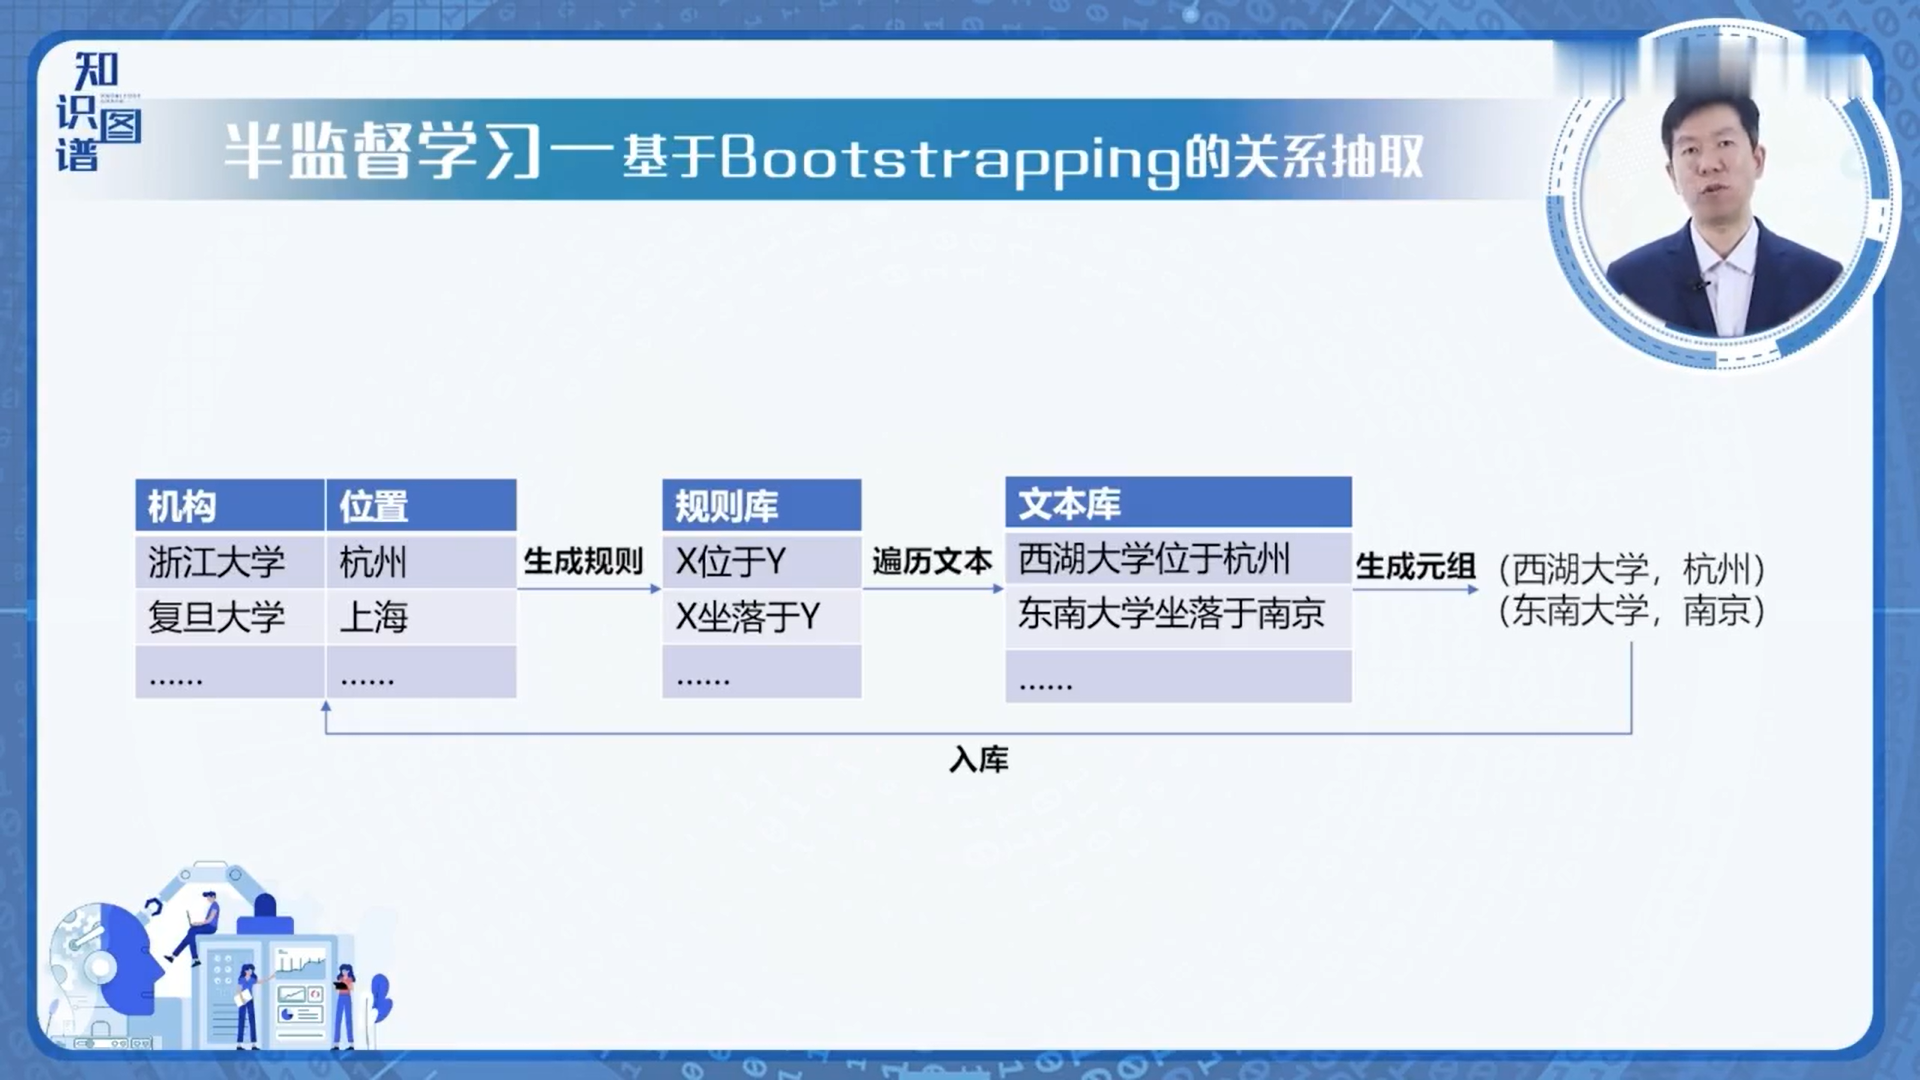 知
识图
谱
半监督学习—基于Bootstrapping的关系抽取
机构 位置
浙江大学 杭州
复旦大学 上海
...... ......
生成规则
规则库
X位于Y
X坐落于Y
......
遍历文本
文本库
西湖大学位于杭州
东南大学坐落于南京
......
生成元组
(西湖大学，杭州)
(东南大学，南京)
入库